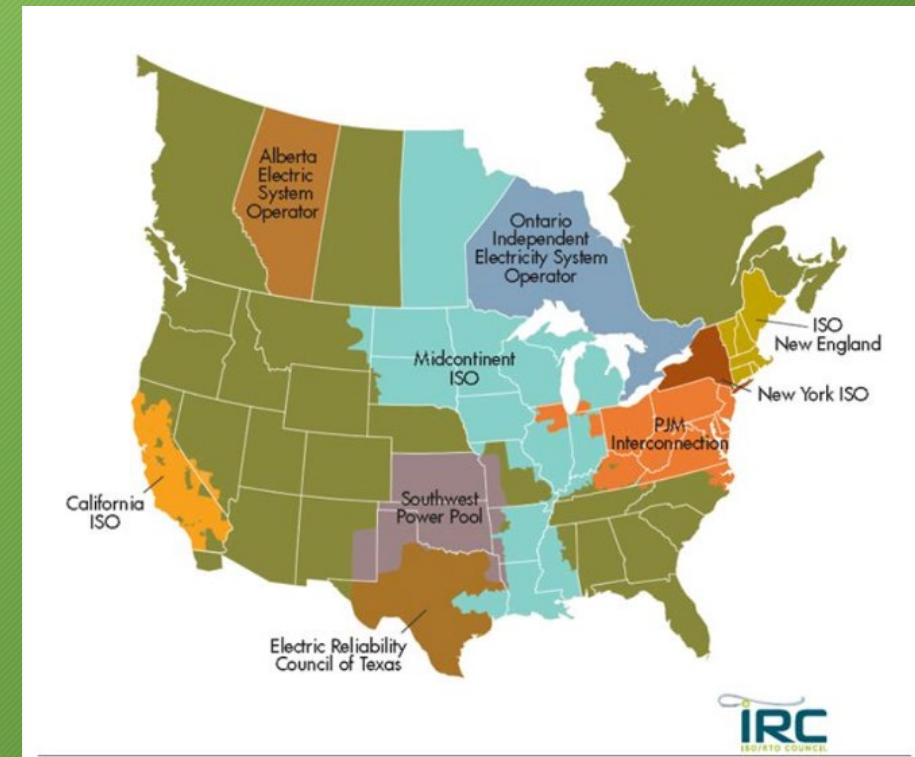 Alberta
Electric
System
Operator
Ontario
Independent
Electricity System
Operator
Midcontinent
ISO
ISO
New England
New York ISO
PJM
Interconnection
California
ISO
Southwest
Power Pool
Electric Reliability
Council of Texas
IRC
ISO/RTO COUNCIL